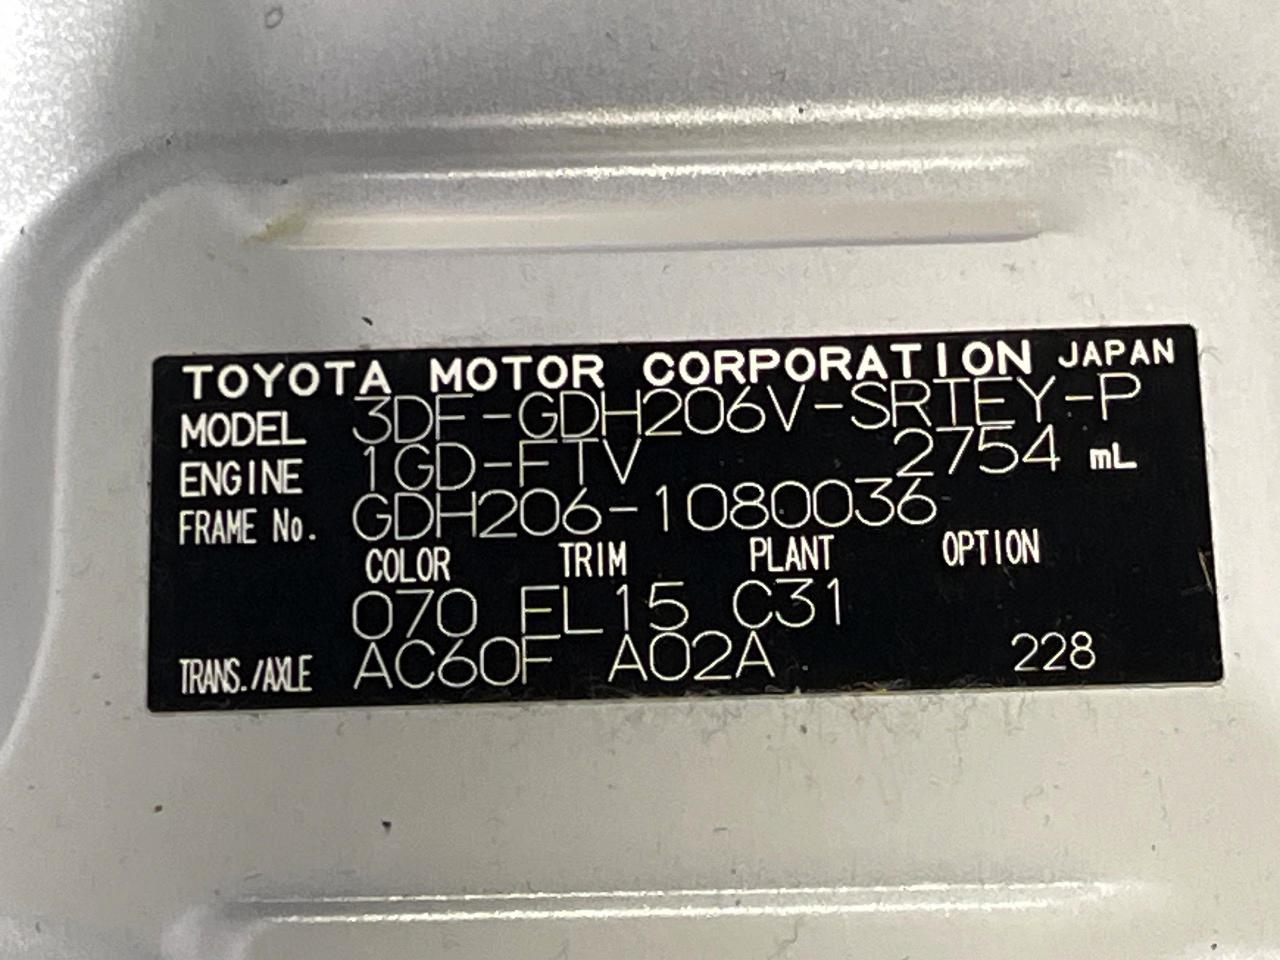 TOYOTA MOTOR CORPORATION JAPAN
MODEL 3DF-GDH206V-SRTEY-P
ENGINE 1GD-FTV 2754 mL
FRAME No. GDH206-1080036
COLOR TRIM PLANT OPTION
070 FL15 C31
TRANS./AXLE AC60F A02A 228